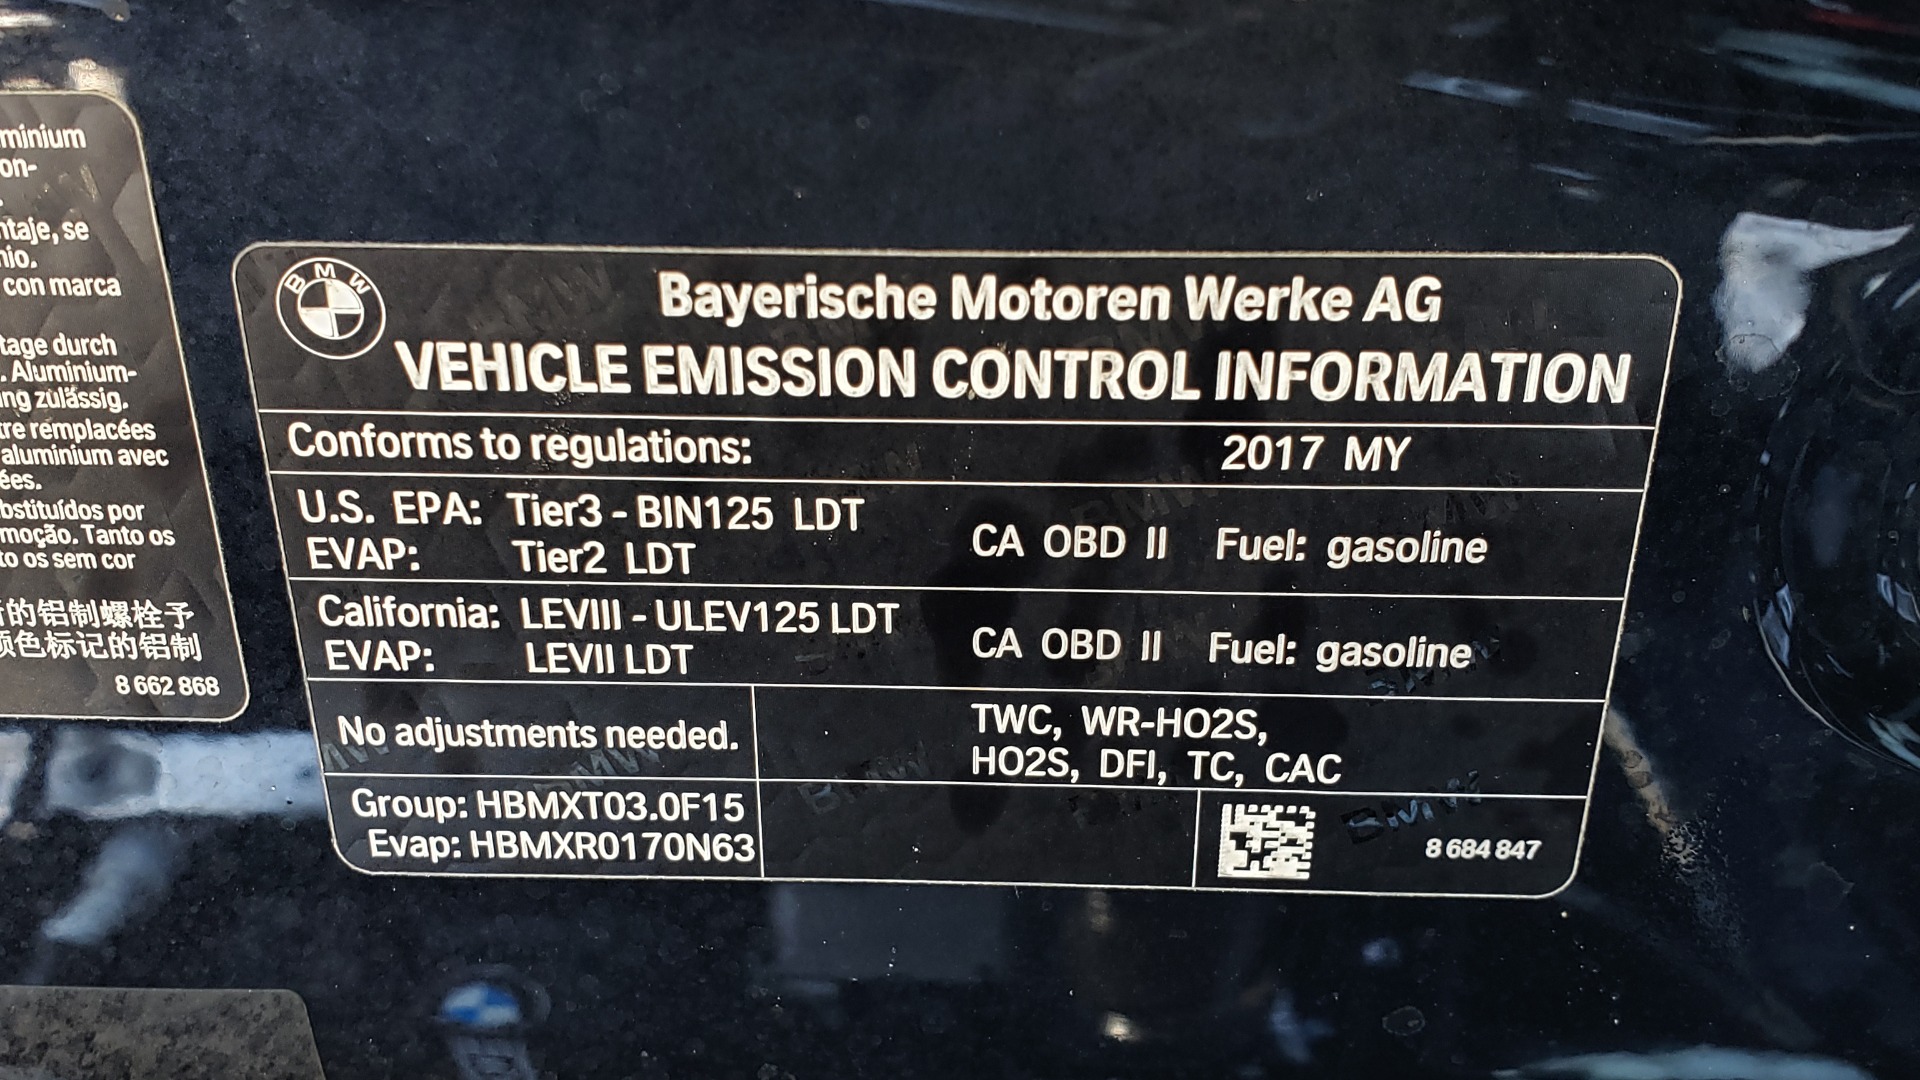 minium
on-
ntaje, se
nio.
con marca
tage durch
. Aluminium-
ng zulässig.
tre remplacées
aluminium avec
ées.
bstituídos por
moção. Tanto os
to os sem cor
的铝制螺栓予
颜色标记的铝制
8 662 868
BMW
Bayerische Motoren Werke AG
VEHICLE EMISSION CONTROL INFORMATION
Conforms to regulations: 2017 MY
U.S. EPA: Tier3 - BIN125 LDT
EVAP: Tier2 LDT
CA OBD II Fuel: gasoline
California: LEVIII - ULEV125 LDT
EVAP: LEVII LDT
CA OBD II Fuel: gasoline
No adjustments needed.
TWC, WR-HO2S,
HO2S, DFI, TC, CAC
Group: HBMXT03.0F15
Evap: HBMXR0170N63
8 684 847